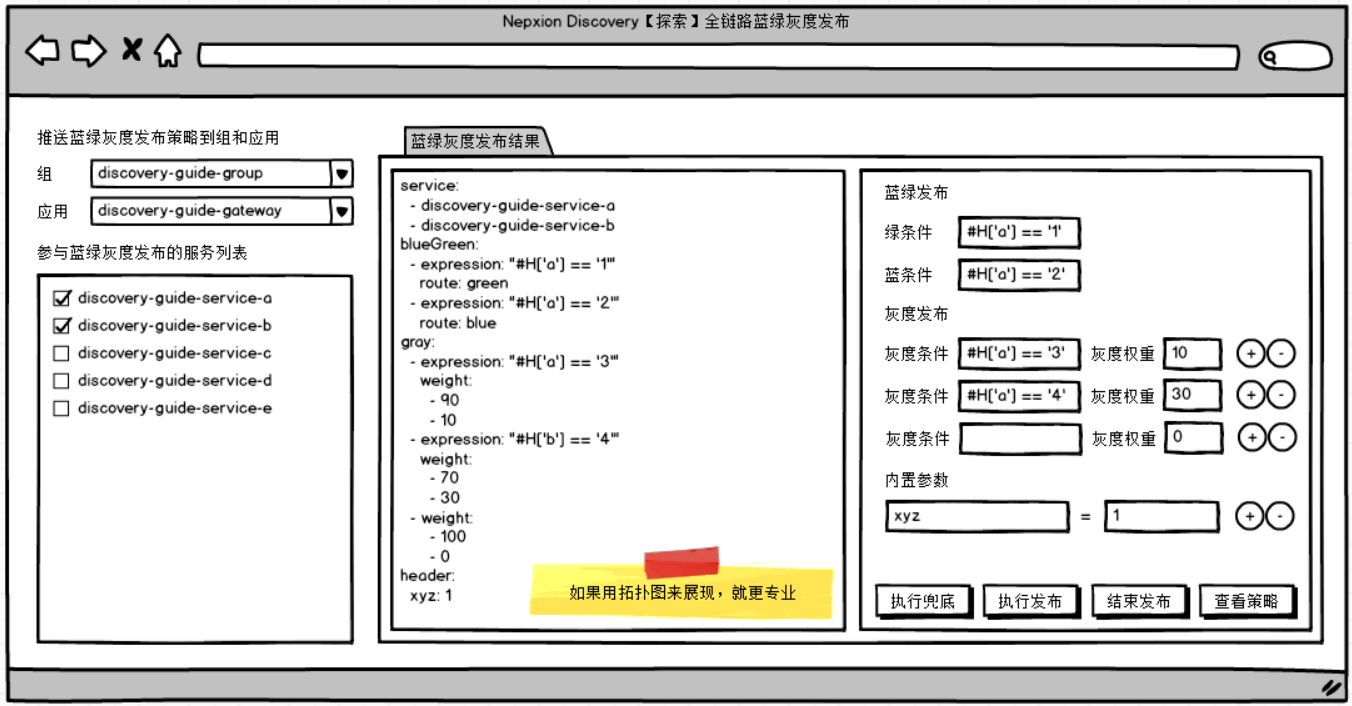 Nepxion Discovery【探索】全链路蓝绿灰度发布
推送蓝绿灰度发布策略到组和应用
组 discovery-guide-group
应用 discovery-guide-gateway
参与蓝绿灰度发布的服务列表
discovery-guide-service-a
discovery-guide-service-b
discovery-guide-service-c
discovery-guide-service-d
discovery-guide-service-e
蓝绿灰度发布结果
service:
- discovery-guide-service-a
- discovery-guide-service-b
blueGreen:
- expression: "#H['a'] == '1'"
route: green
- expression: "#H['a'] == '2'"
route: blue
gray:
- expression: "#H['a'] == '3'"
weight:
- 90
- 10
- expression: "#H['b'] == '4'"
weight:
- 70
- 30
- weight:
- 100
- 0
header:
xyz: 1
如果用拓扑图来展现，就更专业
蓝绿发布
绿条件 #H['a'] == '1'
蓝条件 #H['a'] == '2'
灰度发布
灰度条件 #H['a'] == '3' 灰度权重 10 + -
灰度条件 #H['a'] == '4' 灰度权重 30 + -
灰度条件 灰度权重 0 + -
内置参数
xyz = 1 + -
执行兜底 执行发布 结束发布 查看策略